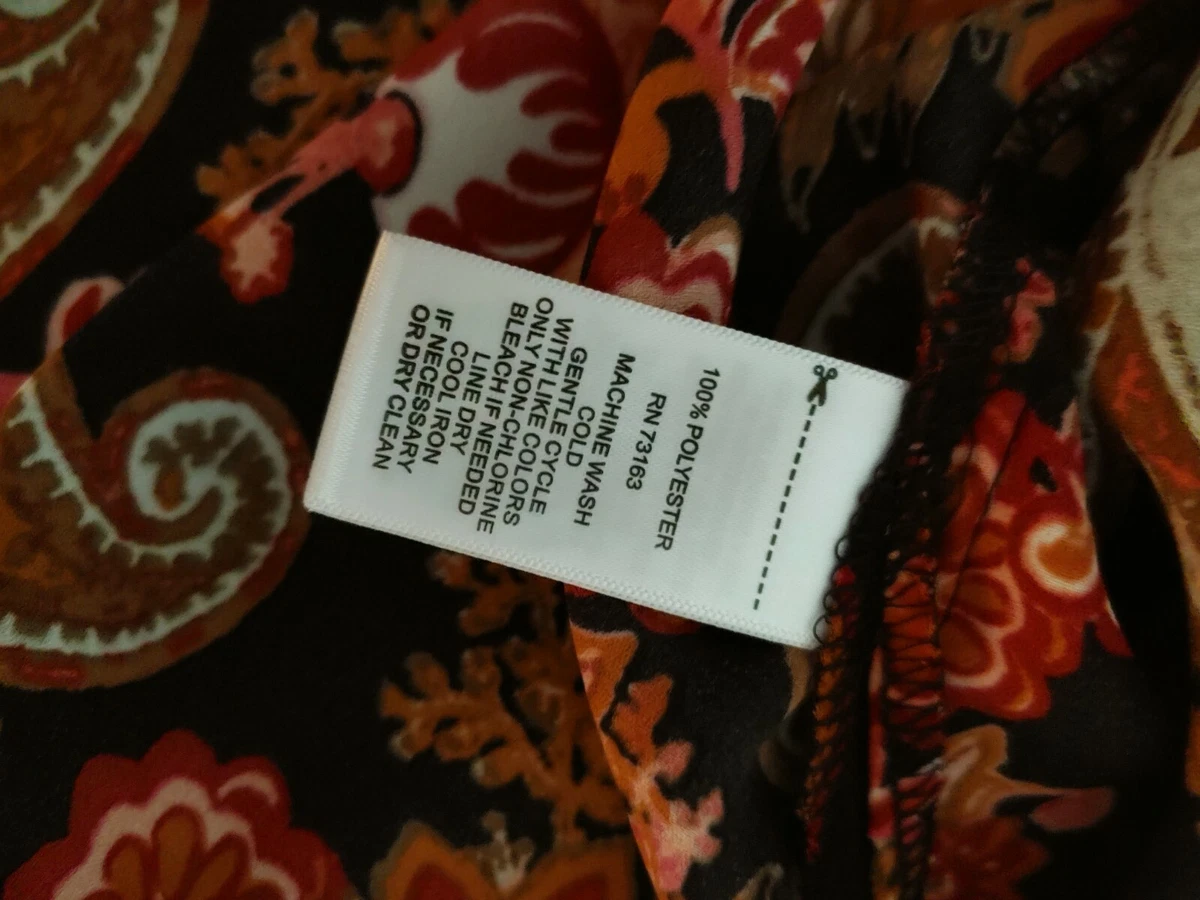 100% POLYESTER
RN 73163
MACHINE WASH
COLD
GENTLE CYCLE
WITH LIKE COLORS
ONLY NON-CHLORINE
BLEACH IF NEEDED
LINE DRY
COOL IRON
IF NECESSARY
OR DRY CLEAN